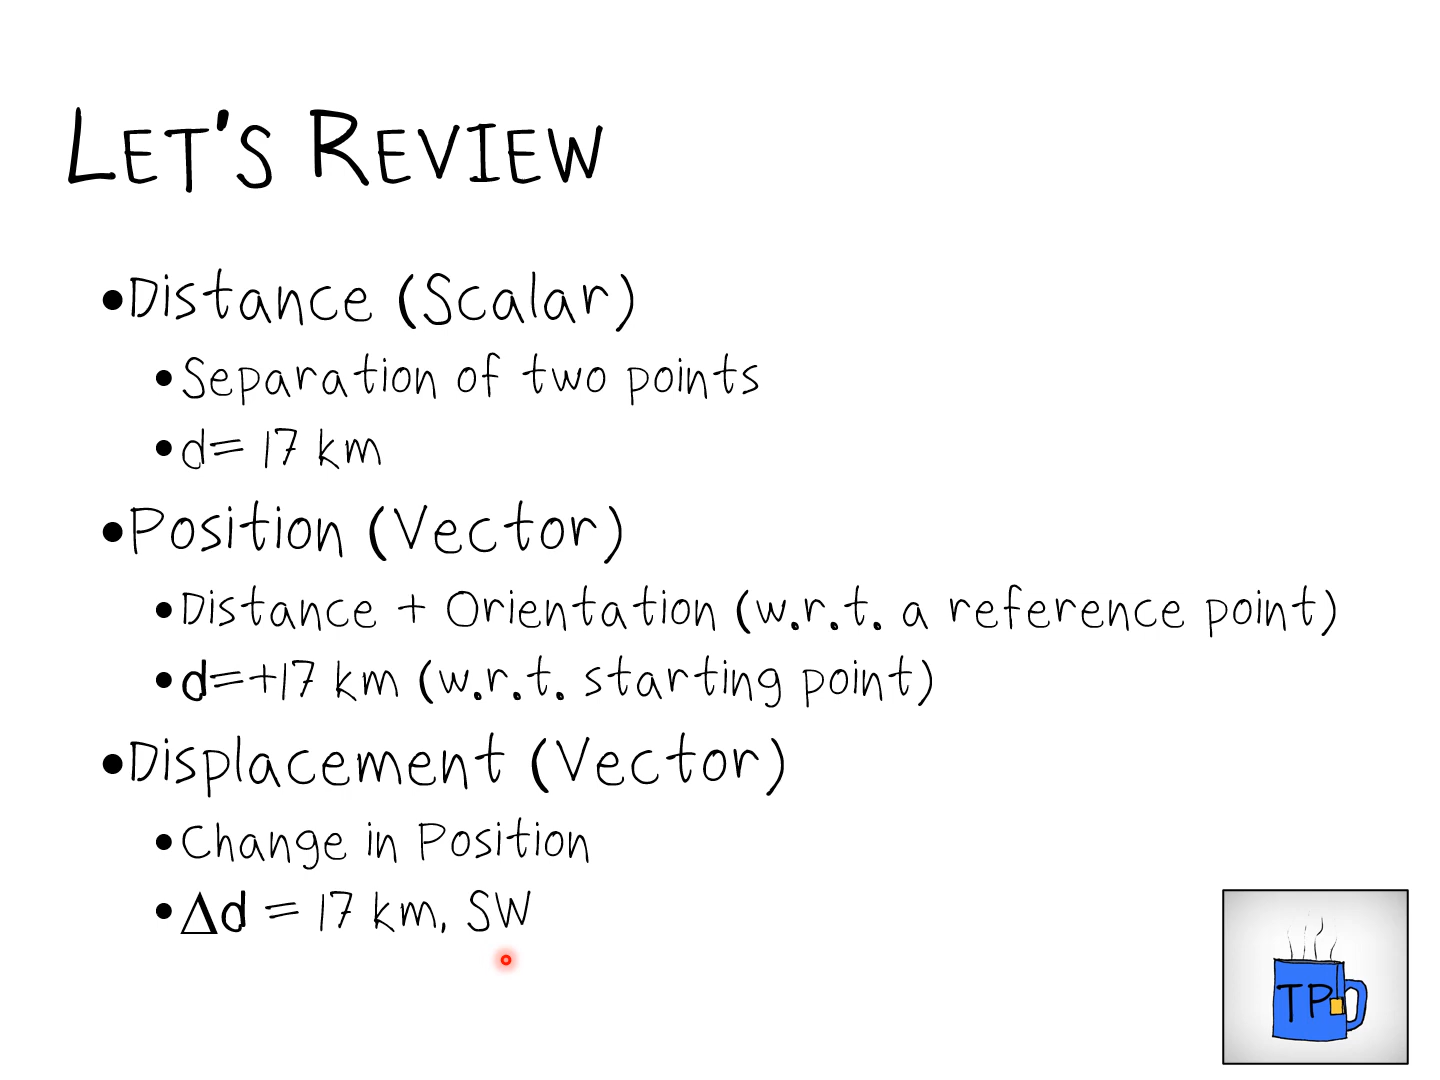 LET'S REVIEW
•Distance (Scalar)
•Separation of two points
•d= 17 km
•Position (Vector)
•Distance + Orientation (w.r.t. a reference point)
•d=+17 km (w.r.t. starting point)
•Displacement (Vector)
•Change in Position
•Δd = 17 km, SW
TP